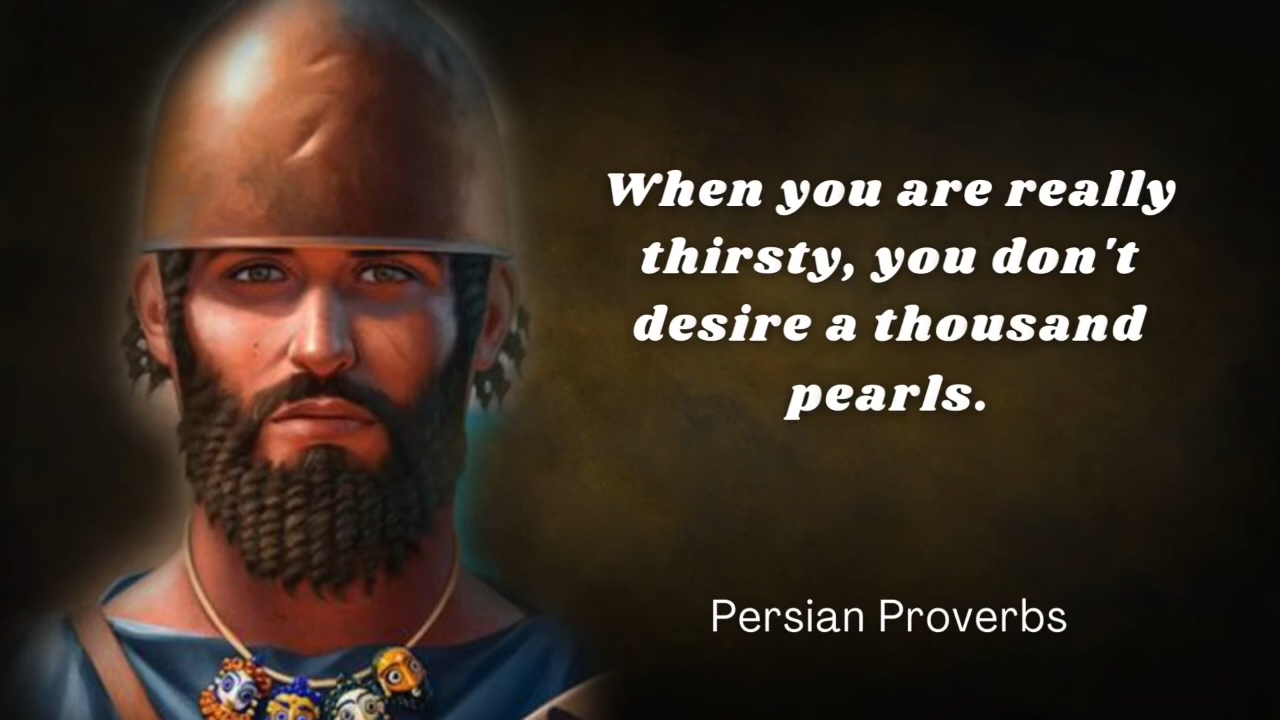 When you are really
thirsty, you don't
desire a thousand
pearls.
Persian Proverbs